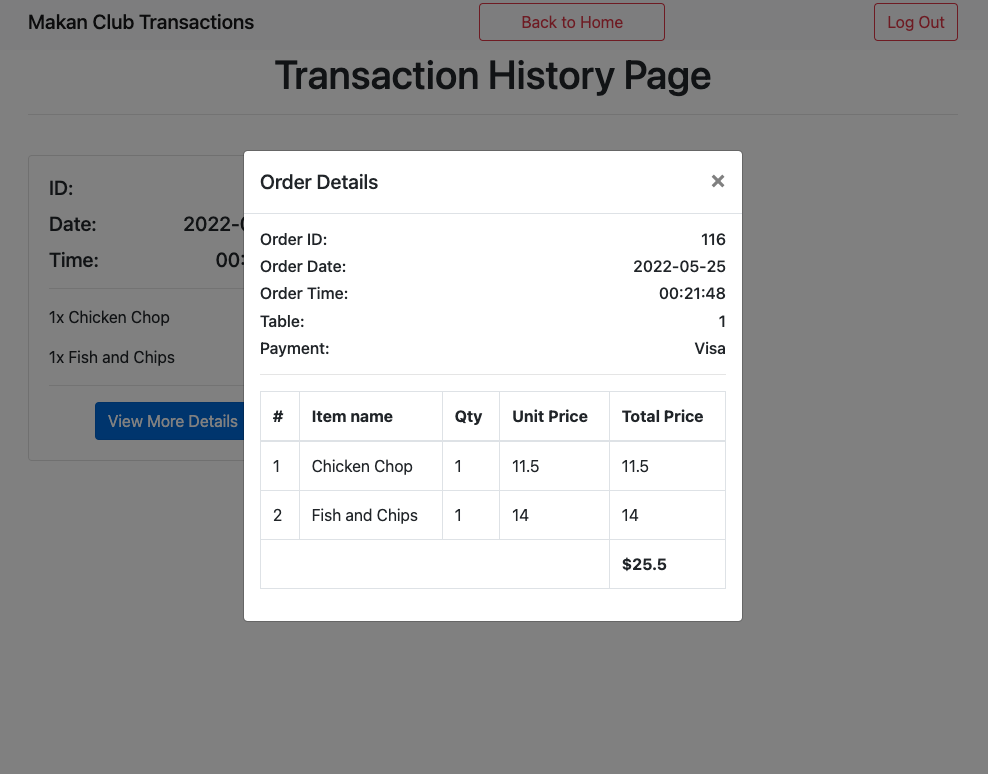 Makan Club Transactions Back to Home Log Out
Transaction History Page
ID:
Date: 2022-0
Time: 00:
1x Chicken Chop
1x Fish and Chips
View More Details
Order Details ×
Order ID: 116
Order Date: 2022-05-25
Order Time: 00:21:48
Table: 1
Payment: Visa
# Item name Qty Unit Price Total Price
1 Chicken Chop 1 11.5 11.5
2 Fish and Chips 1 14 14
$25.5